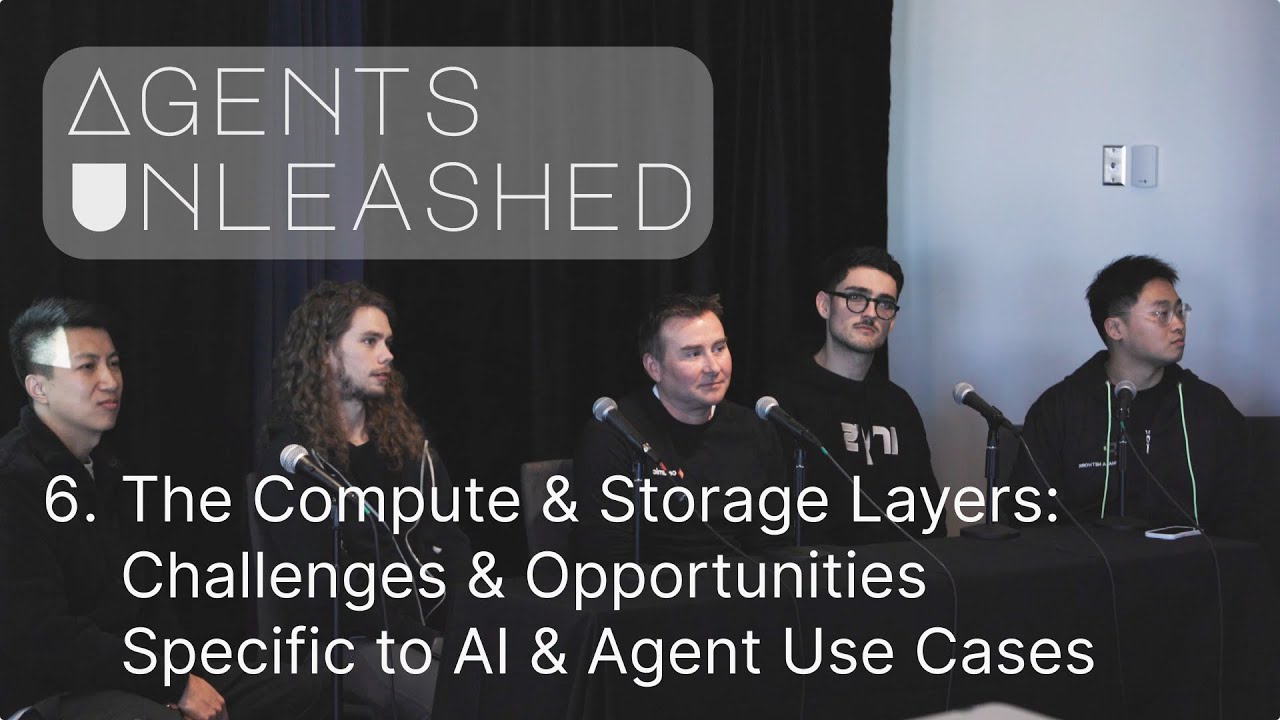 AGENTS
UNLEASHED
6. The Compute & Storage Layers:
Challenges & Opportunities
Specific to AI & Agent Use Cases